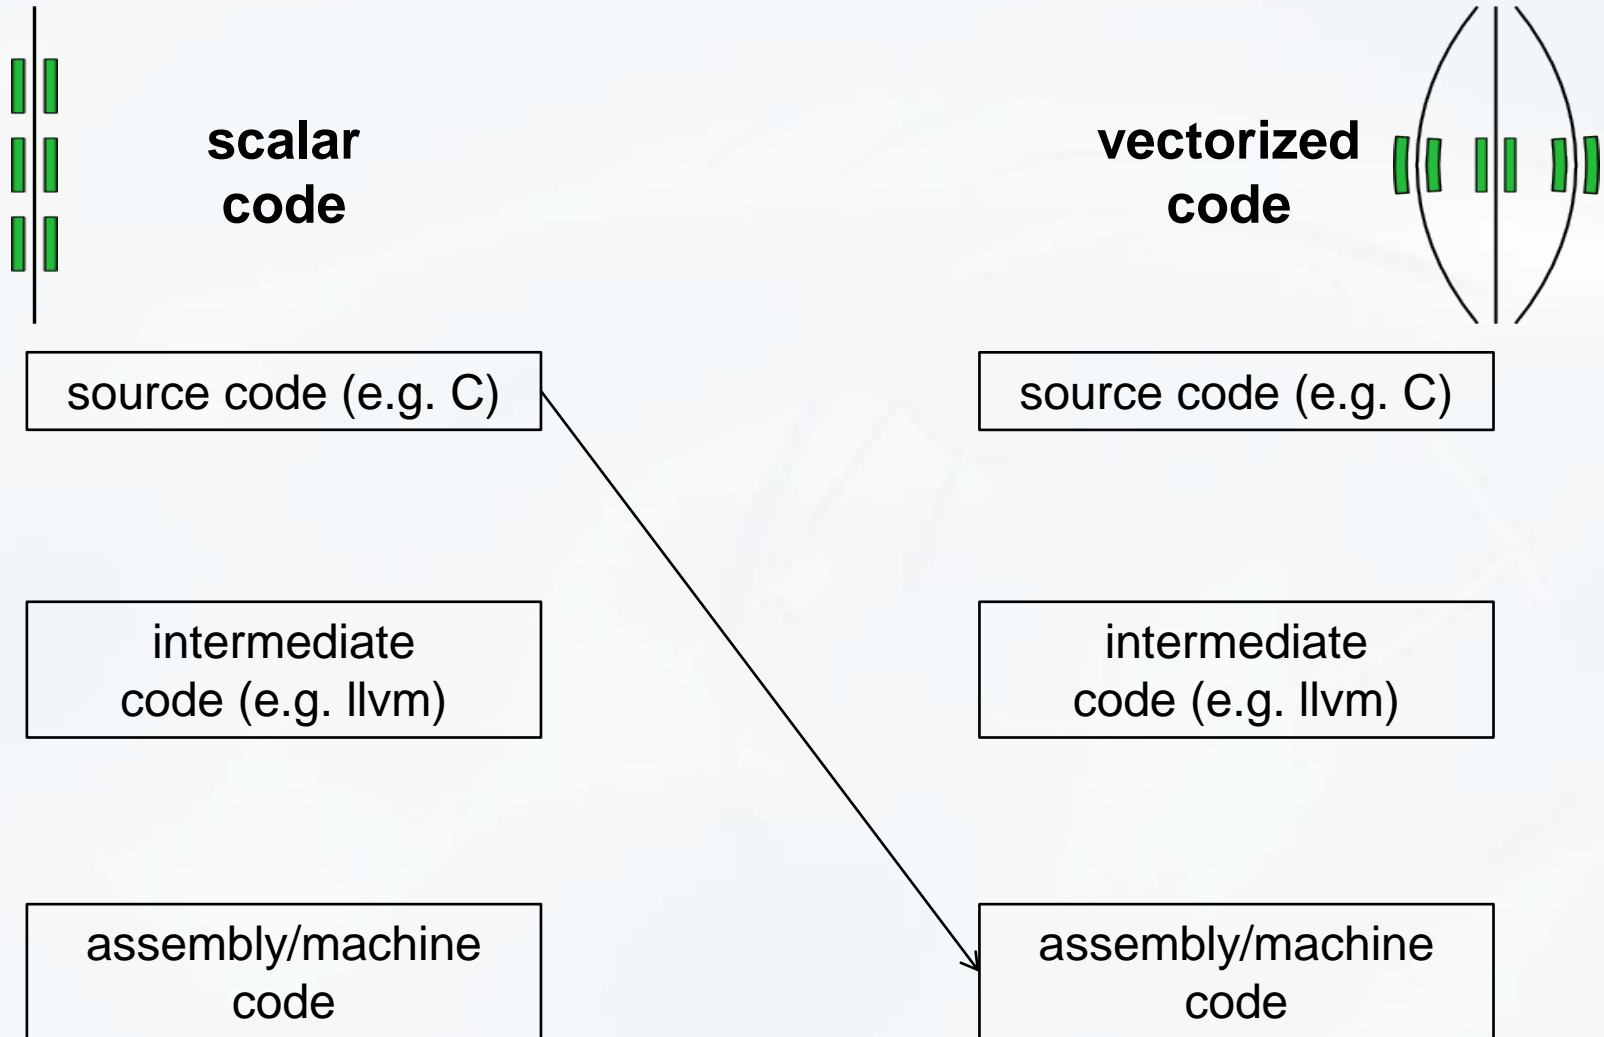 scalar
code
vectorized
code
source code (e.g. C)
source code (e.g. C)
intermediate
code (e.g. llvm)
intermediate
code (e.g. llvm)
assembly/machine
code
assembly/machine
code